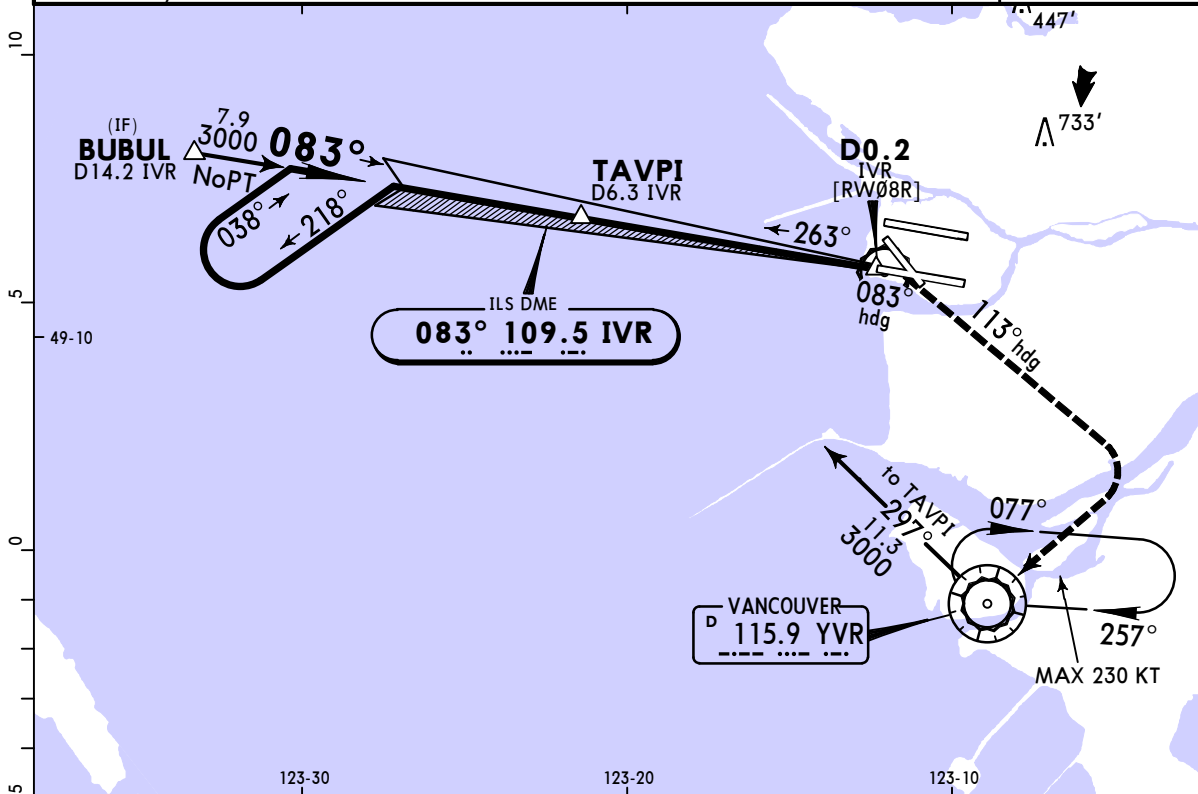 10
447'
733'
(IF)
BUBUL
D14.2 IVR
7.9
3000
NoPT
083°
038°
218°
TAVPI
D6.3 IVR
D0.2
IVR
[RWØ8R]
263°
083°
hdg
113° hdg
5
49-10
ILS DME
083° 109.5 IVR
to TAVPI
297°
11.3
3000
077°
0
VANCOUVER
D 115.9 YVR
257°
MAX 230 KT
5
123-30
123-20
123-10